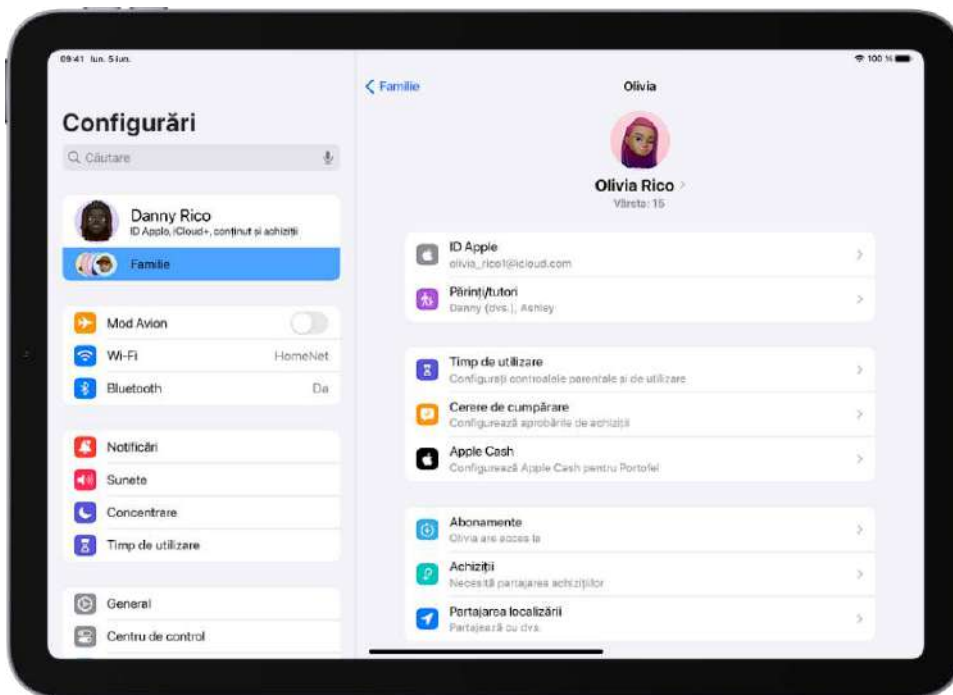 09:41 lun. 5 iun.
100 %
Configurări
Căutare
Danny Rico
ID Apple, iCloud+, conținut și achiziții
Familie
Mod Avion
Wi-Fi
HomeNet
Bluetooth
Da
Notificări
Sunete
Concentrare
Timp de utilizare
General
Centru de control
Familie
Olivia
Olivia Rico
Vârsta: 15
ID Apple
olivia_rico1@icloud.com
Părinți/tutori
Danny (dvs.), Ashley
Timp de utilizare
Configurați controalele parentale și de utilizare
Cerere de cumpărare
Configurează aprobările de achiziții
Apple Cash
Configurează Apple Cash pentru Portofel
Abonamente
Olivia are acces la
Achiziții
Necesită partajarea achizițiilor
Partajarea localizării
Partajează cu dvs.